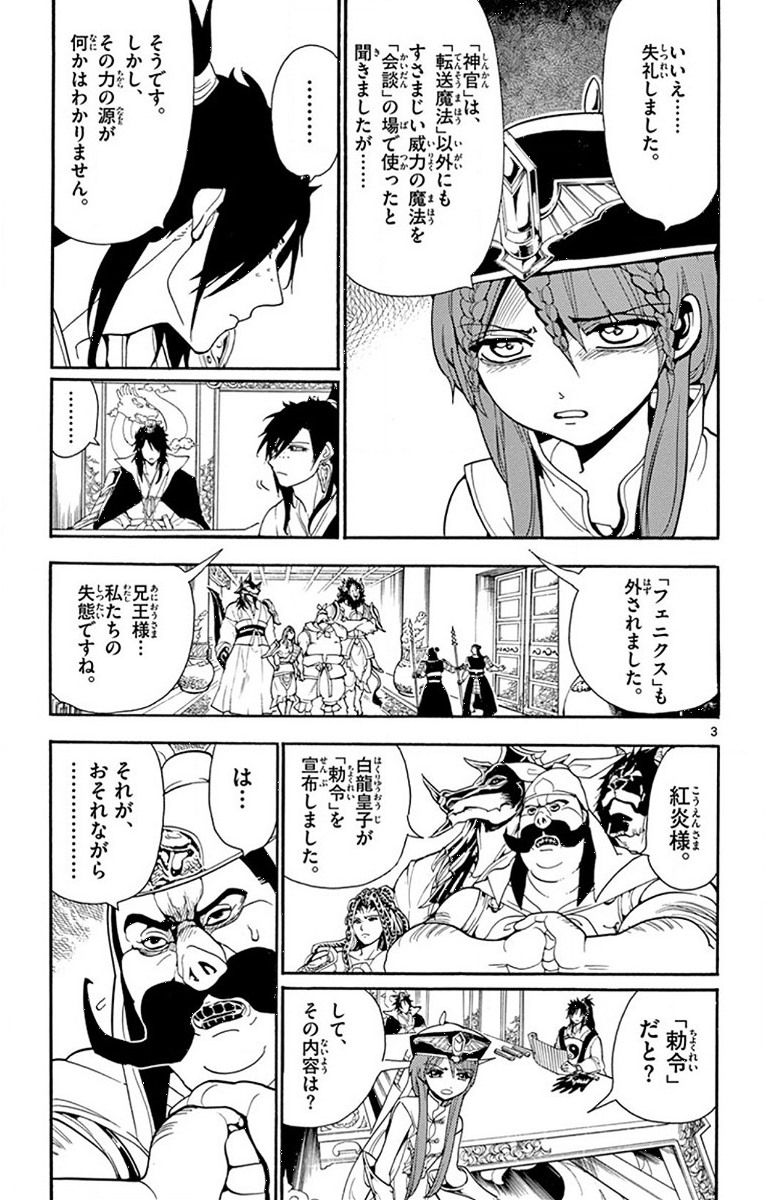 いいえ……
失礼しました。
「神官」は、
「転送魔法」以外にも
すさまじい威力の魔法を
「会談」の場で使ったと
聞きましたが……
………
そうです。
しかし、
その力の源が
何かはわかりません。
………
「フェニクス」も
外されました。
兄王様…
私たちの
失態ですね。
3
紅炎様。
白龍皇子が
「勅令」を
宣布しました。
「勅令」
だと？
して、
その内容は？
は…
それが、
おそれながら
…………